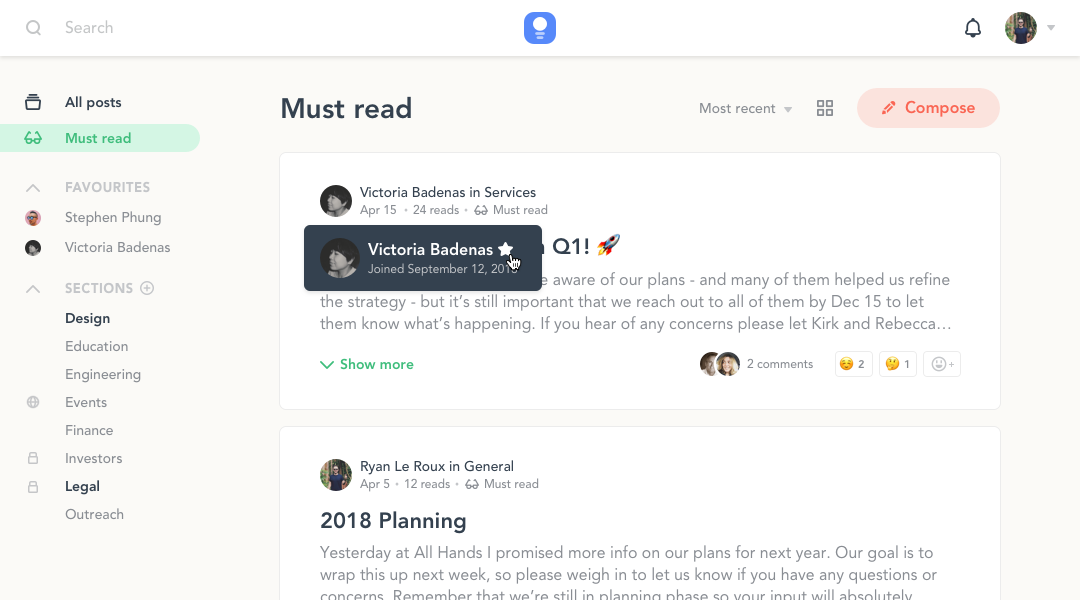 Search
All posts
Must read
FAVOURITES
Stephen Phung
Victoria Badenas
SECTIONS
Design
Education
Engineering
Events
Finance
Investors
Legal
Outreach
Must read
Most recent
Compose
Victoria Badenas in Services
Apr 15 · 24 reads · Must read
Victoria Badenas
Joined September 12,
Q1! 🚀
aware of our plans - and many of them helped us refine
the strategy - but it’s still important that we reach out to all of them by Dec 15 to let
them know what’s happening. If you hear of any concerns please let Kirk and Rebecca…
Show more
2 comments
☺️ 2
🤔 1
+
Ryan Le Roux in General
Apr 5 · 12 reads · Must read
2018 Planning
Yesterday at All Hands I promised more info on our plans for next year. Our goal is to
wrap this up next week, so please weigh in to let us know if you have any questions or
concerns. Remember that we’re still in planning phase so your input will absolutely